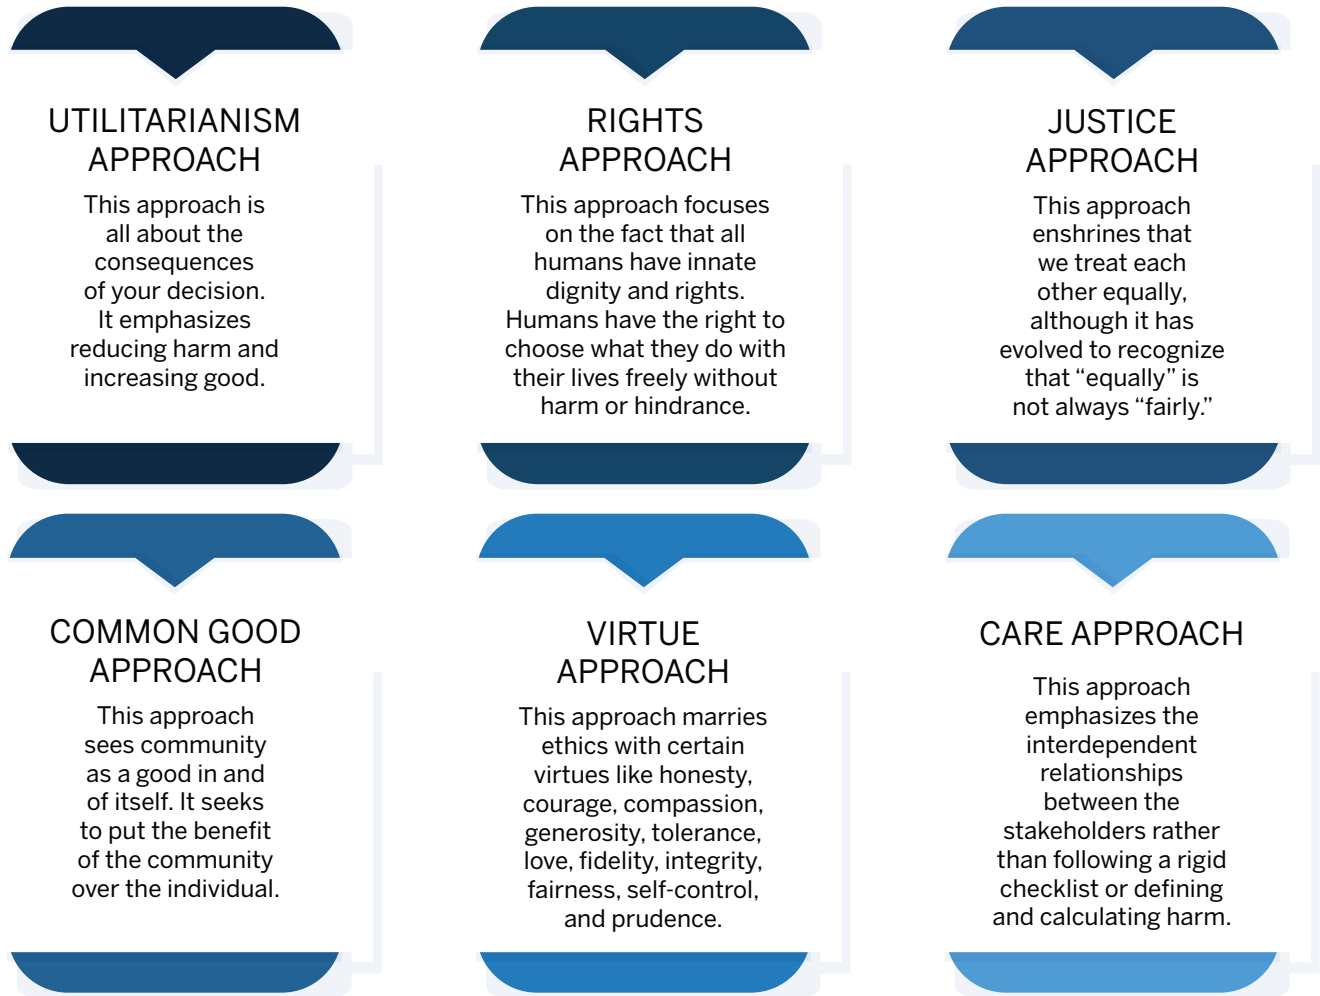 UTILITARIANISM
APPROACH
This approach is
all about the
consequences
of your decision.
It emphasizes
reducing harm and
increasing good.
RIGHTS
APPROACH
This approach focuses
on the fact that all
humans have innate
dignity and rights.
Humans have the right to
choose what they do with
their lives freely without
harm or hindrance.
JUSTICE
APPROACH
This approach
enshrines that
we treat each
other equally,
although it has
evolved to recognize
that “equally” is
not always “fairly.”
COMMON GOOD
APPROACH
This approach
sees community
as a good in and
of itself. It seeks
to put the benefit
of the community
over the individual.
VIRTUE
APPROACH
This approach marries
ethics with certain
virtues like honesty,
courage, compassion,
generosity, tolerance,
love, fidelity, integrity,
fairness, self-control,
and prudence.
CARE APPROACH
This approach
emphasizes the
interdependent
relationships
between the
stakeholders rather
than following a rigid
checklist or defining
and calculating harm.